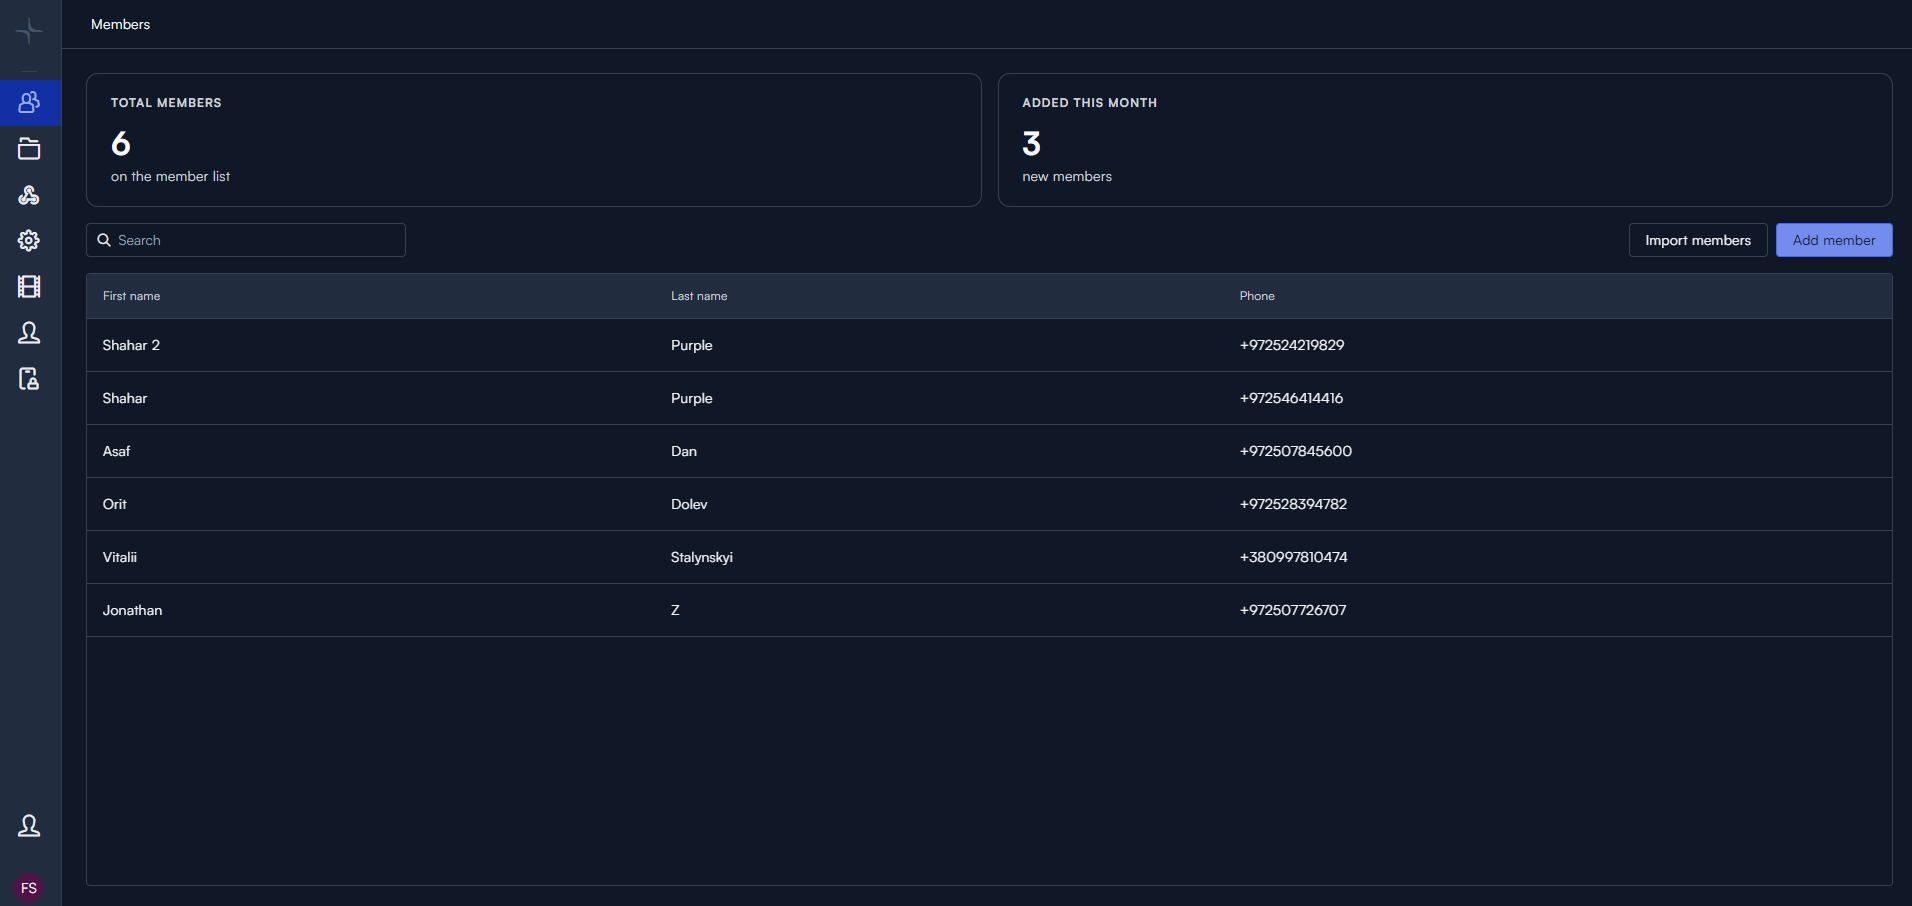 Members
TOTAL MEMBERS
6
on the member list
ADDED THIS MONTH
3
new members
Search
Import members
Add member
First name Last name Phone
Shahar 2 Purple +972524219829
Shahar Purple +972546414416
Asaf Dan +972507845600
Orit Dolev +972528394782
Vitalii Stalynskyi +380997810474
Jonathan Z +972507726707
FS